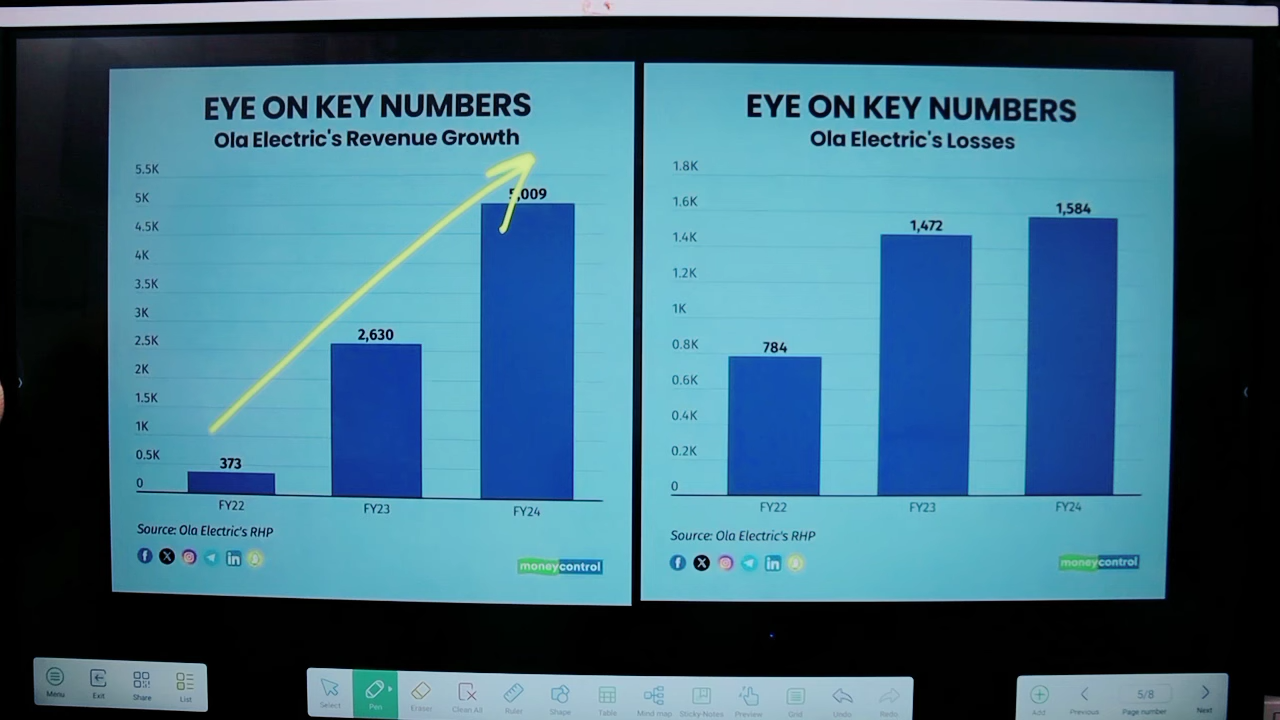 EYE ON KEY NUMBERS
Ola Electric's Revenue Growth
5.5K
5K
4.5K
4K
3.5K
3K
2.5K
2K
1.5K
1K
0.5K
0
373
2,630
5,009
FY22
FY23
FY24
Source: Ola Electric's RHP
moneycontrol
EYE ON KEY NUMBERS
Ola Electric's Losses
1.8K
1.6K
1.4K
1.2K
1K
0.8K
0.6K
0.4K
0.2K
0
784
1,472
1,584
FY22
FY23
FY24
Source: Ola Electric's RHP
moneycontrol
Menu
Exit
Share
List
Select
Pen
Eraser
Clean All
Ruler
Shape
Table
Mind map
Sticky-Notes
Preview
Grid
Undo
Redo
Add
Previous
5/8
Page number
Next